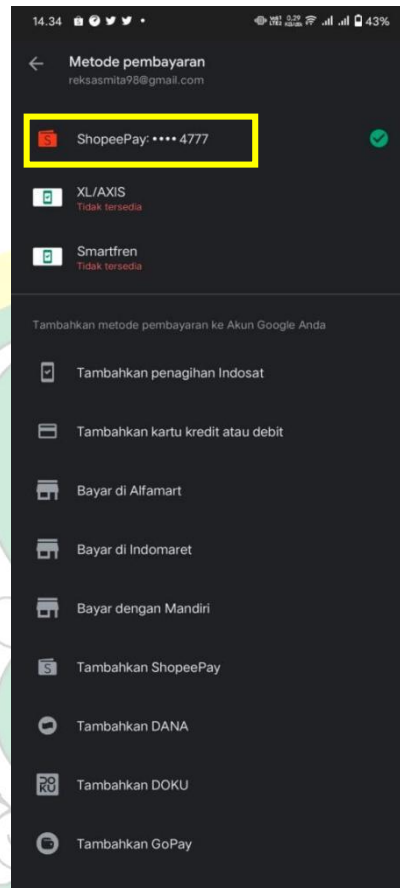 14.34
43%
Metode pembayaran
reksasmita98@gmail.com
S
ShopeePay: •••• 4777
XL/AXIS
Tidak tersedia
Smartfren
Tidak tersedia
Tambahkan metode pembayaran ke Akun Google Anda
Tambahkan penagihan Indosat
Tambahkan kartu kredit atau debit
Bayar di Alfamart
Bayar di Indomaret
Bayar dengan Mandiri
S
Tambahkan ShopeePay
Tambahkan DANA
DOKU
Tambahkan DOKU
Tambahkan GoPay